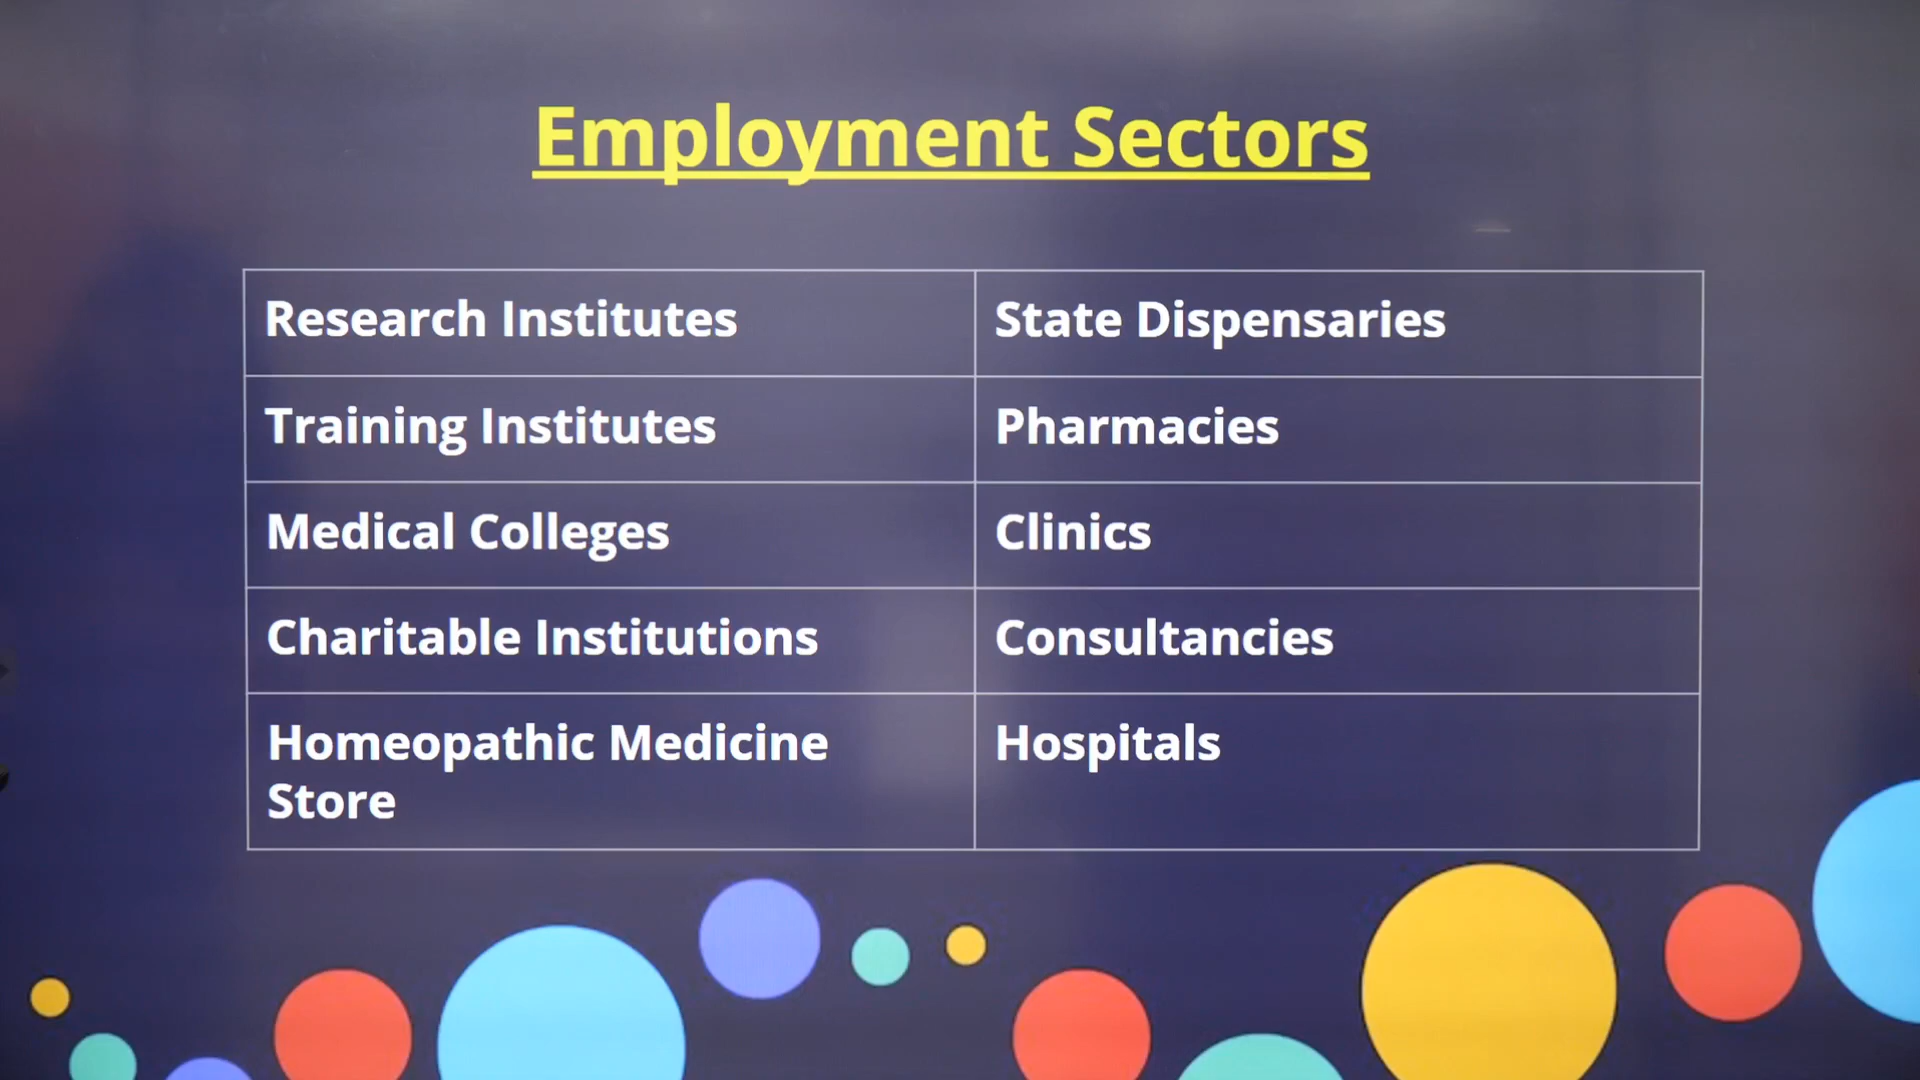 Employment Sectors
Research Institutes
State Dispensaries
Training Institutes
Pharmacies
Medical Colleges
Clinics
Charitable Institutions
Consultancies
Homeopathic Medicine
Store
Hospitals